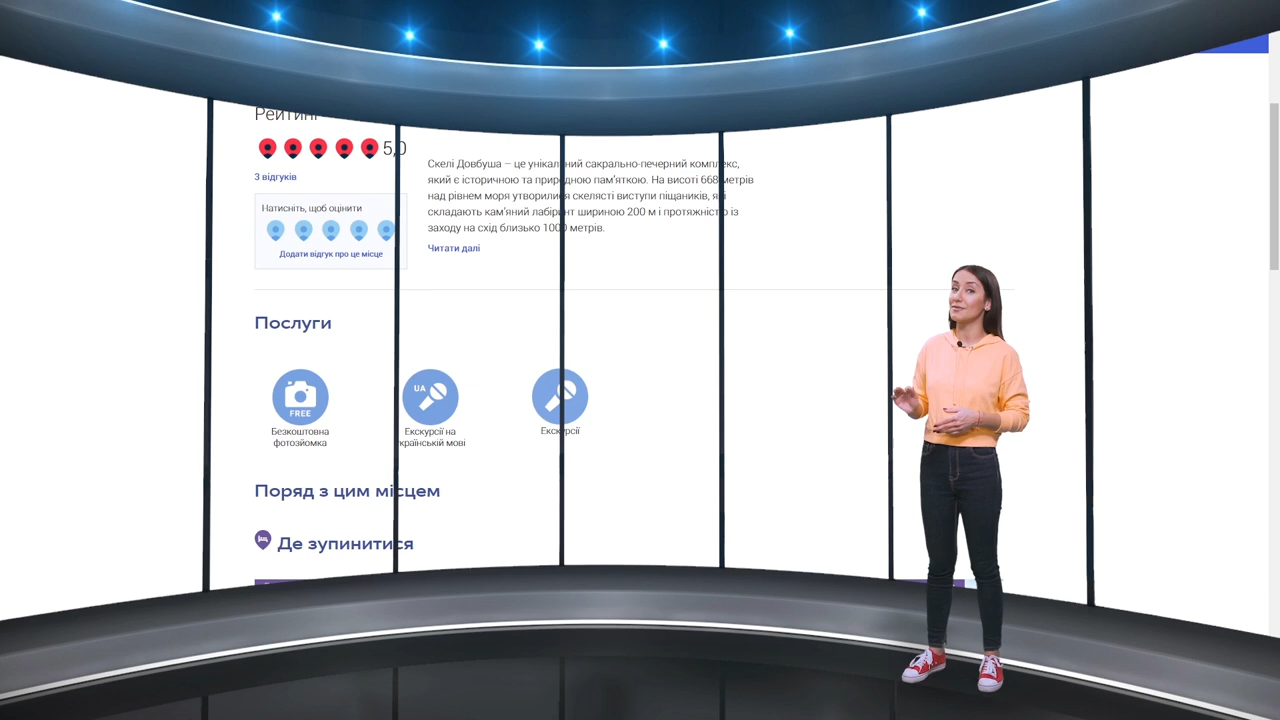 Рейтинг
5,0
3 відгуків
Натисніть, щоб оцінити
Додати відгук про це місце
Скелі Довбуша – це унікальний сакрально-печерний комплекс,
який є історичною та природною пам'яткою. На висоті 668 метрів
над рівнем моря утворилися скелясті виступи піщаників, які
складають кам'яний лабіринт шириною 200 м і протяжністю із
заходу на схід близько 1000 метрів.
Читати далі
Послуги
FREE
Безкоштовна
фотозйомка
UA
Екскурсії на
українській мові
Екскурсії
Поряд з цим місцем
Де зупинитися